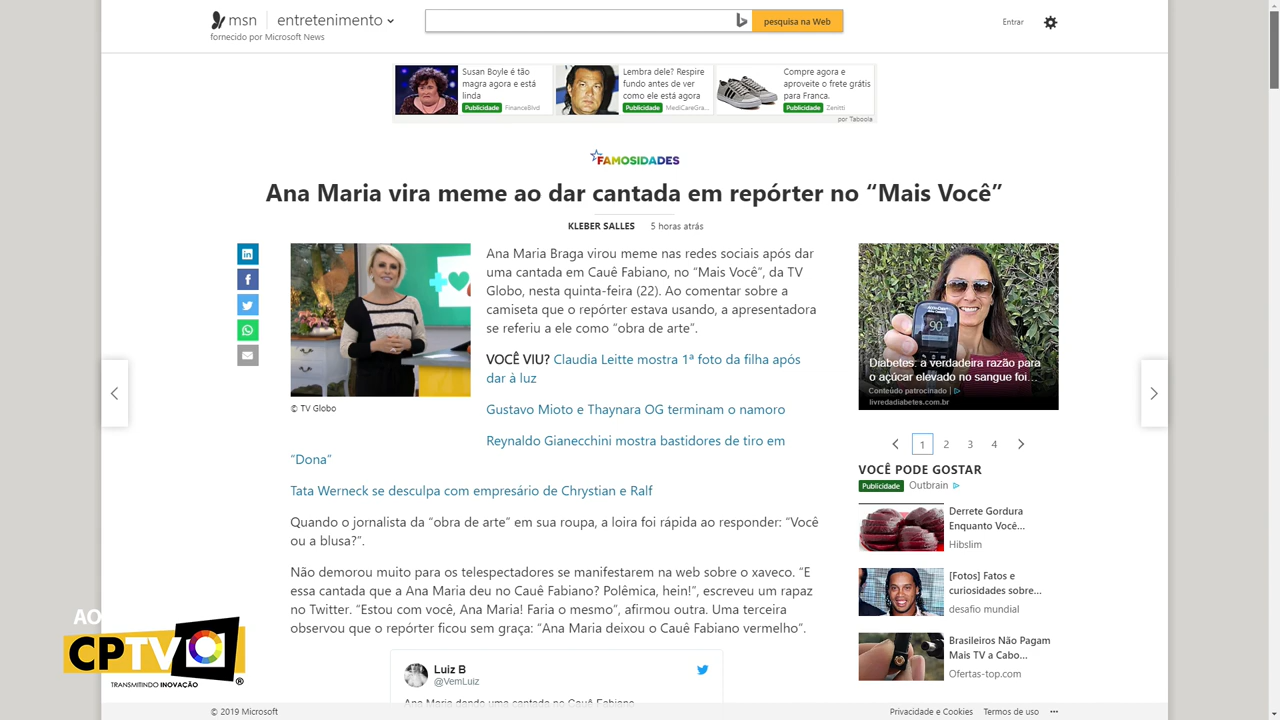 msn
entretenimento
fornecido por Microsoft News
pesquisa na Web
Entrar
Susan Boyle é tão
magra agora e está
linda
Publicidade FinanceBlvd
Lembra dele? Respire
fundo antes de ver
como ele está agora
Publicidade MediCareGra...
Compre agora e
aproveite o frete grátis
para Franca.
Publicidade Zenitti
por Taboola
FAMOSIDADES
Ana Maria vira meme ao dar cantada em repórter no “Mais Você”
KLEBER SALLES 5 horas atrás
© TV Globo
Ana Maria Braga virou meme nas redes sociais após dar
uma cantada em Cauê Fabiano, no “Mais Você”, da TV
Globo, nesta quinta-feira (22). Ao comentar sobre a
camiseta que o repórter estava usando, a apresentadora
se referiu a ele como “obra de arte”.
VOCÊ VIU? Claudia Leitte mostra 1ª foto da filha após
dar à luz
Gustavo Mioto e Thaynara OG terminam o namoro
Reynaldo Gianecchini mostra bastidores de tiro em
“Dona”
Tata Werneck se desculpa com empresário de Chrystian e Ralf
Quando o jornalista da “obra de arte” em sua roupa, a loira foi rápida ao responder: “Você
ou a blusa?”.
Não demorou muito para os telespectadores se manifestarem na web sobre o xaveco. “E
essa cantada que a Ana Maria deu no Cauê Fabiano? Polêmica, hein!”, escreveu um rapaz
no Twitter. “Estou com você, Ana Maria! Faria o mesmo”, afirmou outra. Uma terceira
observou que o repórter ficou sem graça: “Ana Maria deixou o Cauê Fabiano vermelho”.
Luiz B
@VemLuiz
Ana Maria dando uma cantada no Cauê Fabiano
90
Diabetes: a verdadeira razão para
o açúcar elevado no sangue foi...
Conteúdo patrocinado |
livredadiabetes.com.br
1 2 3 4
VOCÊ PODE GOSTAR
Publicidade Outbrain
Derrete Gordura
Enquanto Você...
Hibslim
[Fotos] Fatos e
curiosidades sobre...
desafio mundial
Brasileiros Não Pagam
Mais TV a Cabo...
Ofertas-top.com
AO
CPTV
TRANSMITINDO INOVAÇÃO
®
© 2019 Microsoft
Privacidade e Cookies Termos de uso ...